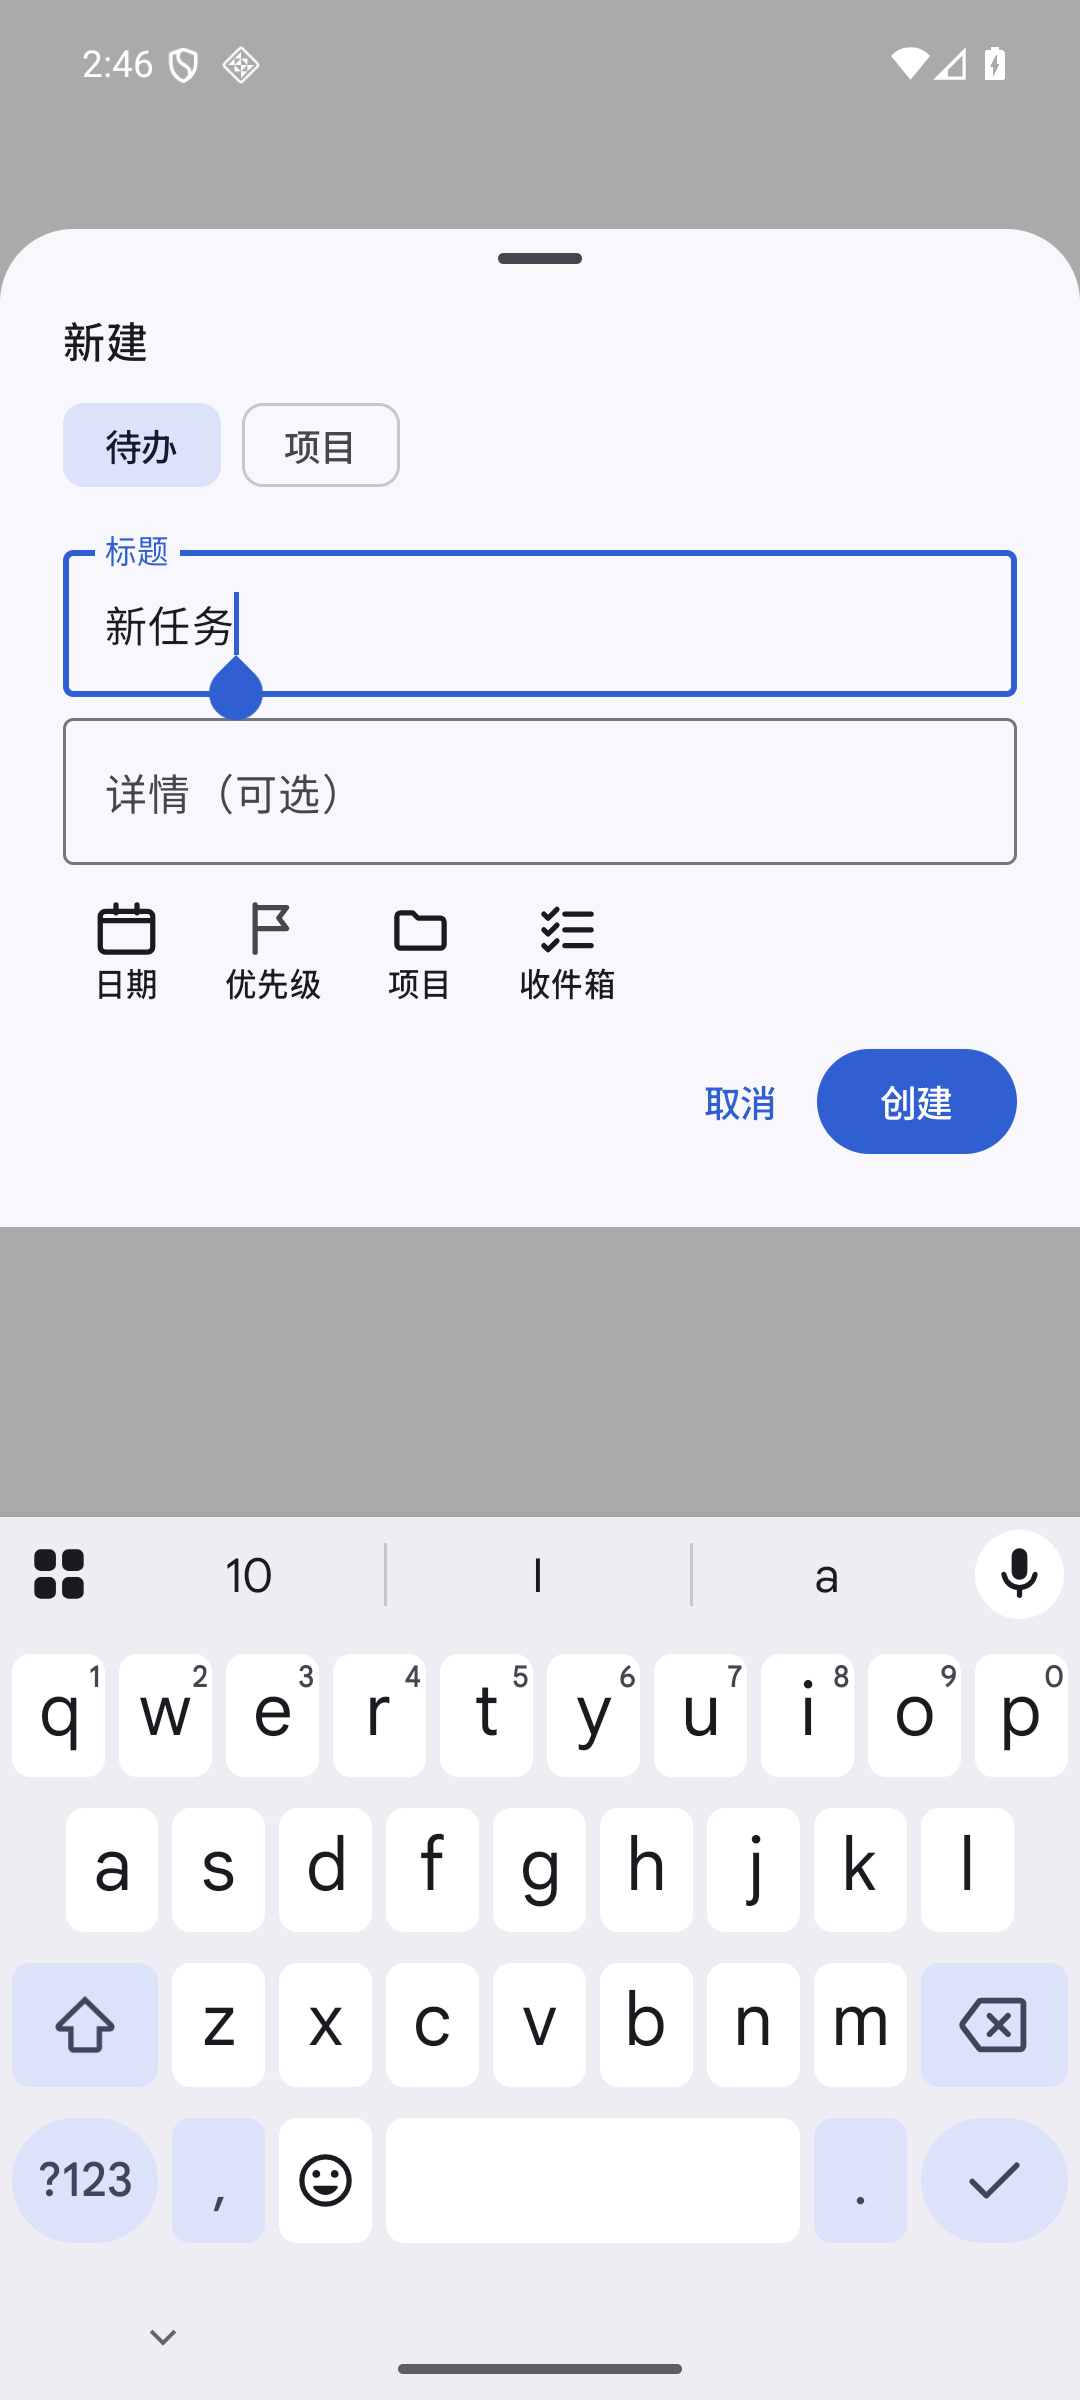 2:46
新建
待办 项目
标题
新任务
详情（可选）
日期 优先级 项目 收件箱
取消 创建
10 I a
q1 w2 e3 r4 t5 y6 u7 i8 o9 p0
a s d f g h j k l
z x c v b n m
?123 , .